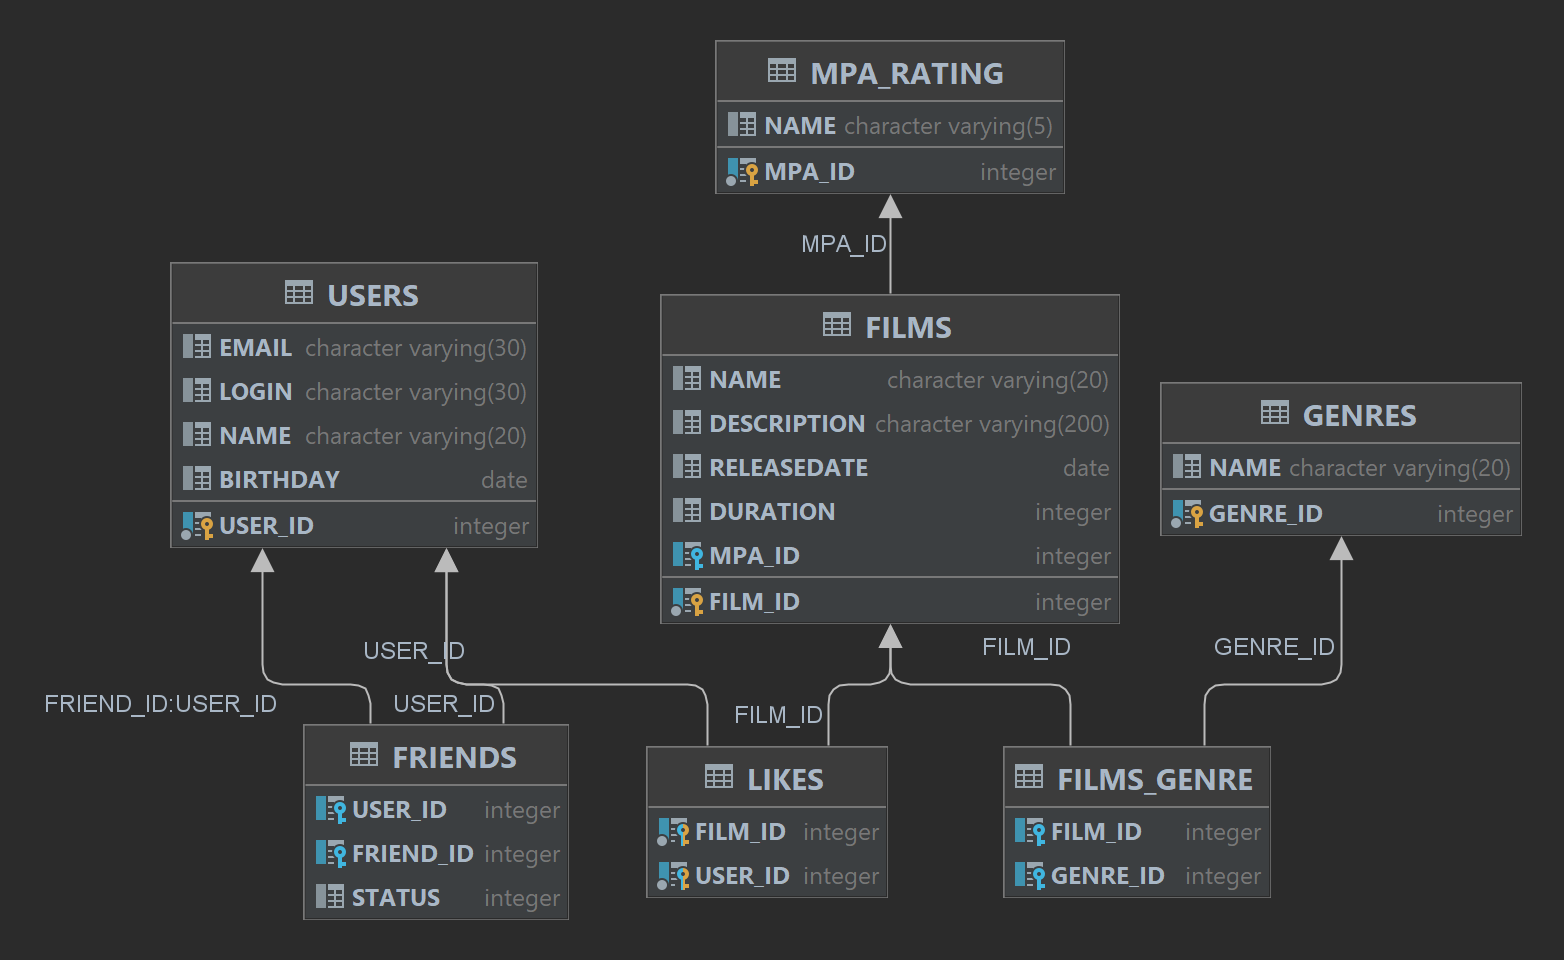 MPA_RATING
NAME character varying(5)
MPA_ID integer
MPA_ID
USERS
EMAIL character varying(30)
LOGIN character varying(30)
NAME character varying(20)
BIRTHDAY date
USER_ID integer
FILMS
NAME character varying(20)
DESCRIPTION character varying(200)
RELEASEDATE date
DURATION integer
MPA_ID integer
FILM_ID integer
GENRES
NAME character varying(20)
GENRE_ID integer
USER_ID
FILM_ID
GENRE_ID
FRIEND_ID:USER_ID
USER_ID
FILM_ID
FRIENDS
USER_ID integer
FRIEND_ID integer
STATUS integer
LIKES
FILM_ID integer
USER_ID integer
FILMS_GENRE
FILM_ID integer
GENRE_ID integer